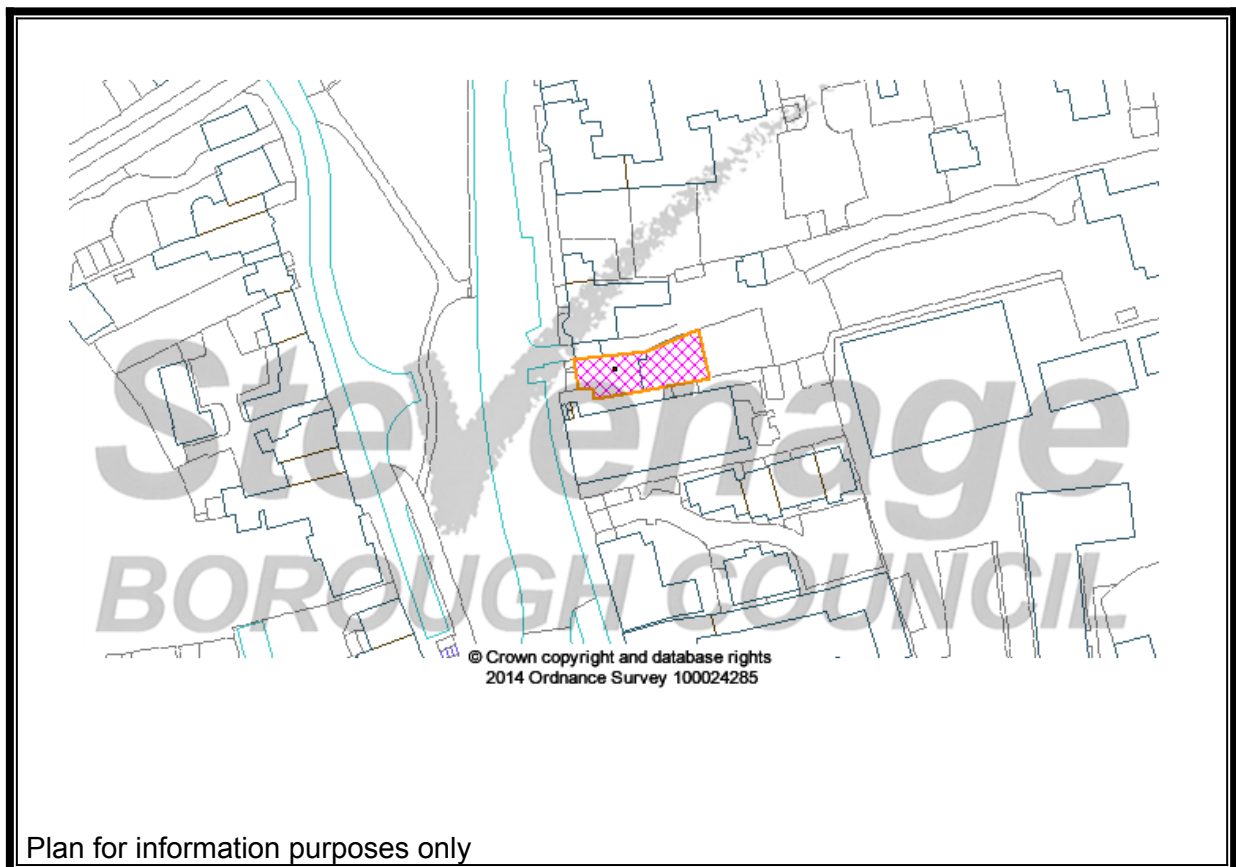 Stevenage
BOROUGH COUNCIL
© Crown copyright and database rights
2014 Ordnance Survey 100024285
Plan for information purposes only